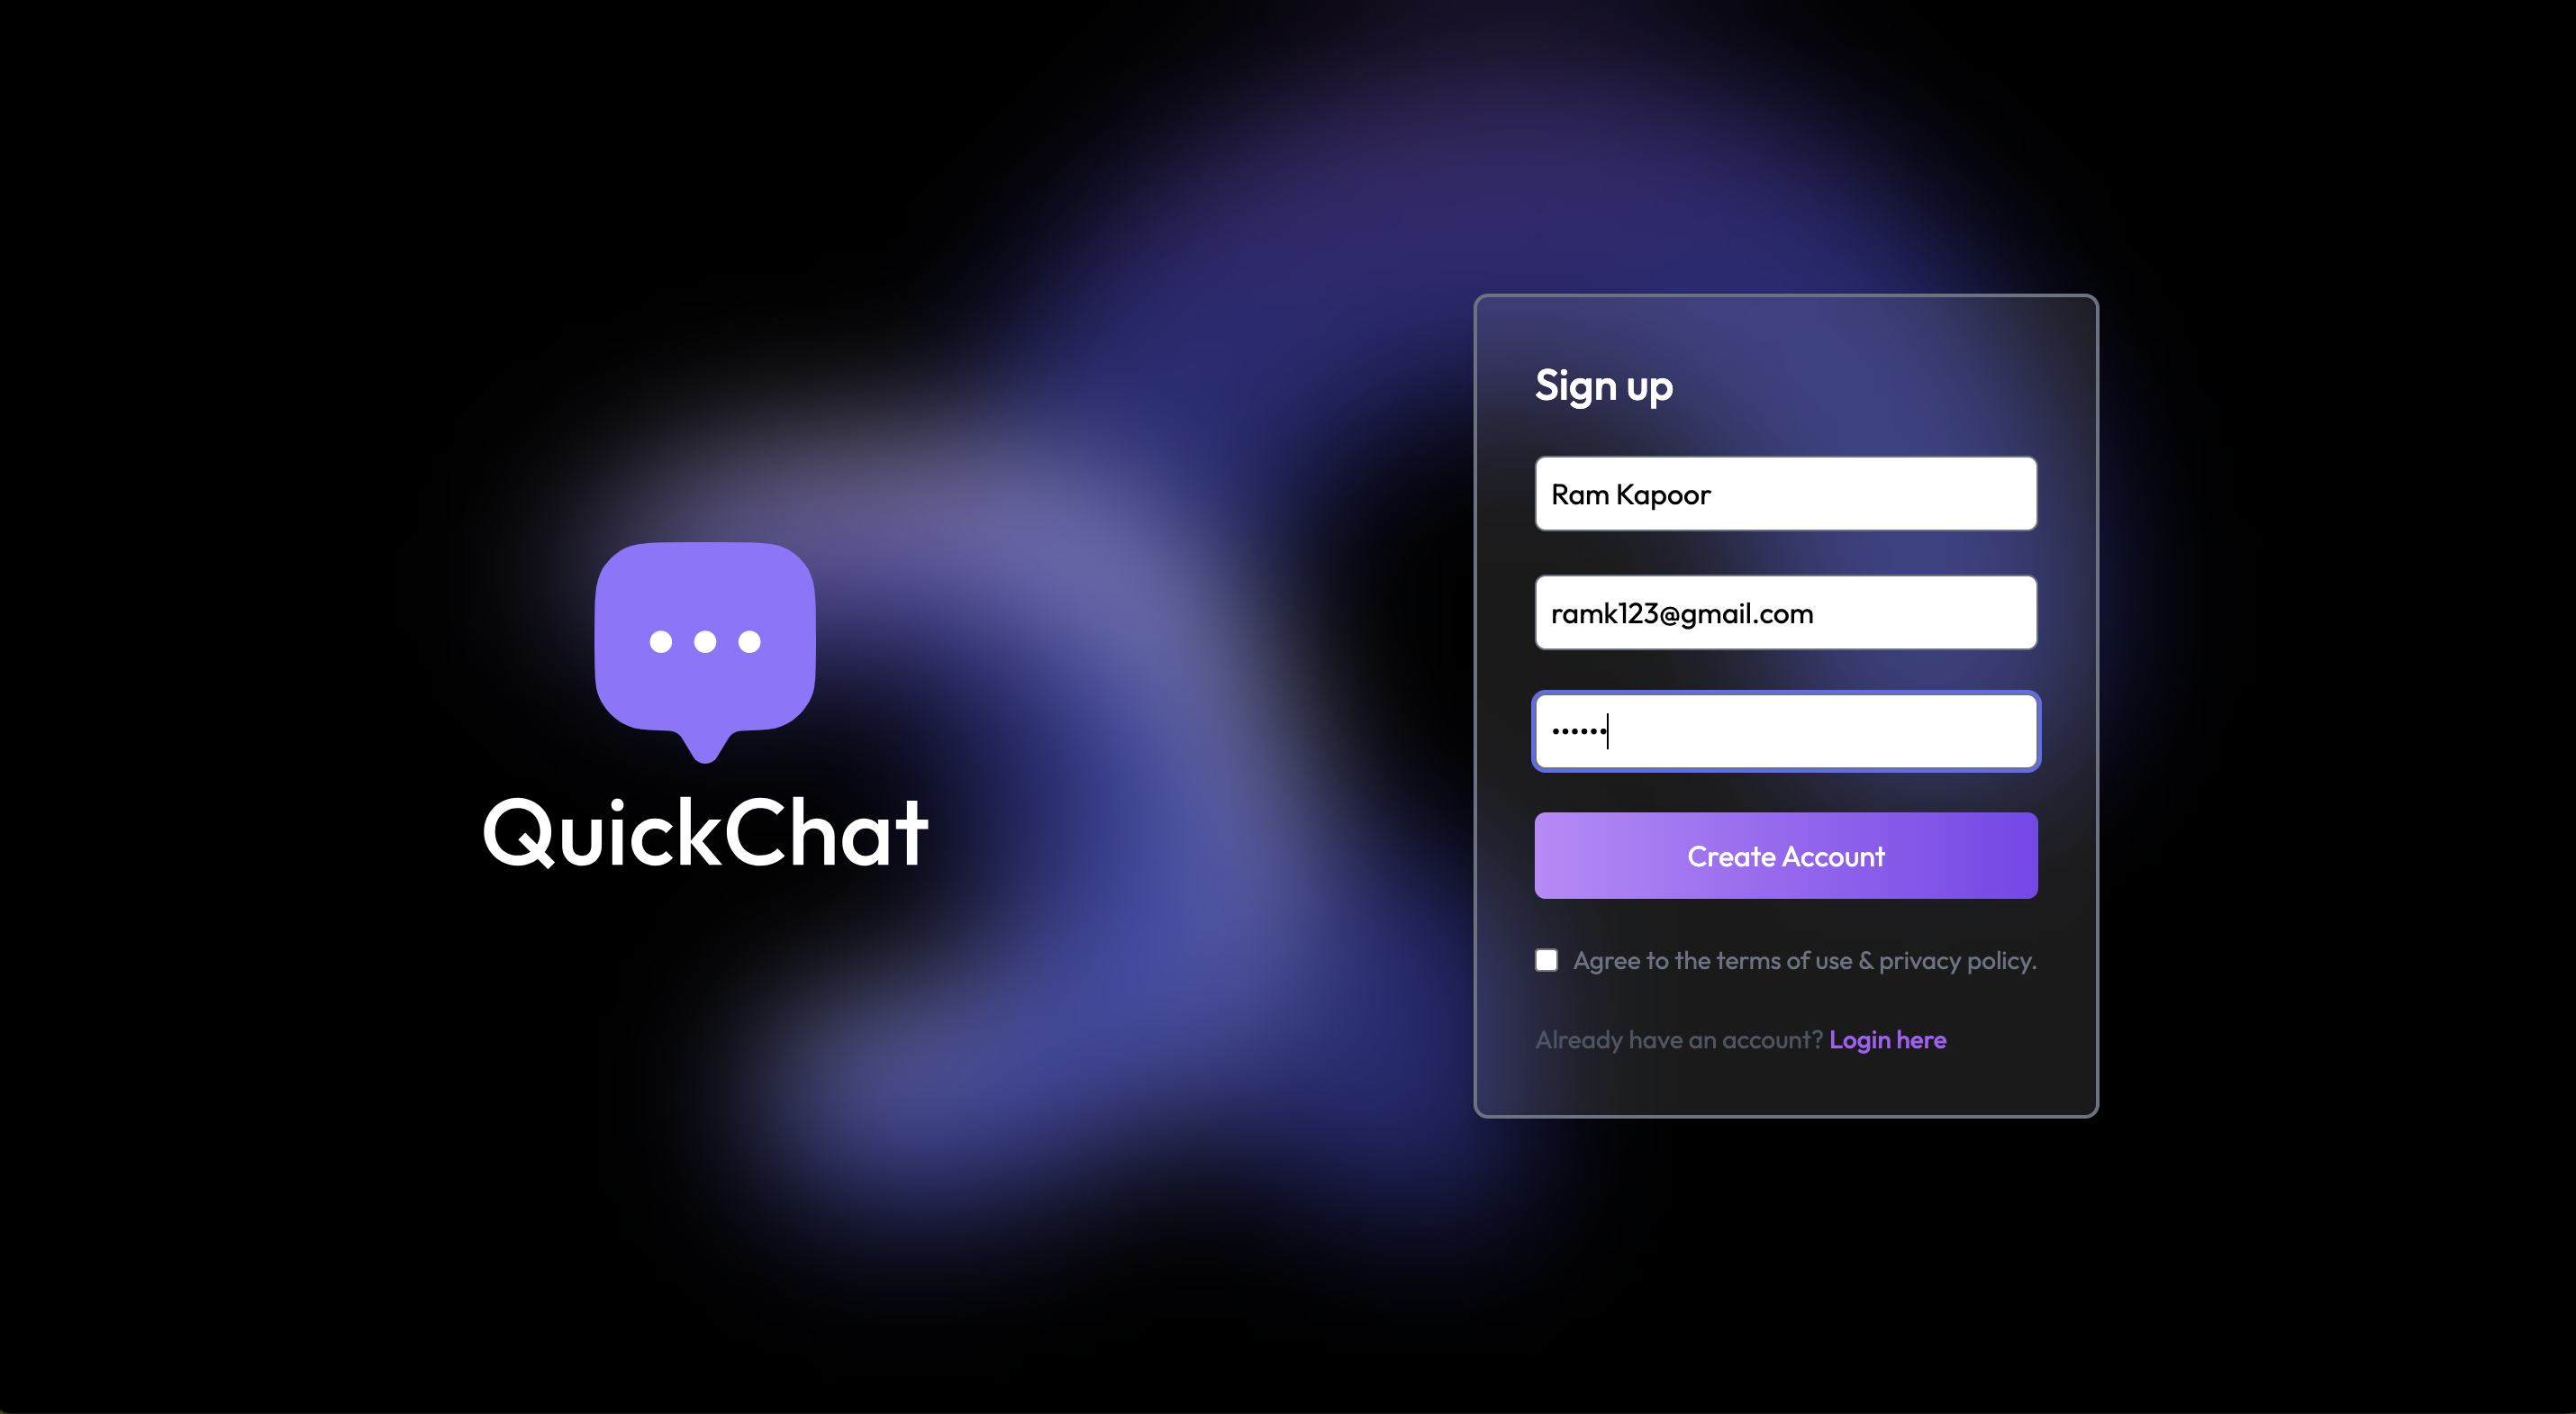 QuickChat
Sign up
Ram Kapoor
ramk123@gmail.com
••••••
Create Account
Agree to the terms of use & privacy policy.
Already have an account? Login here